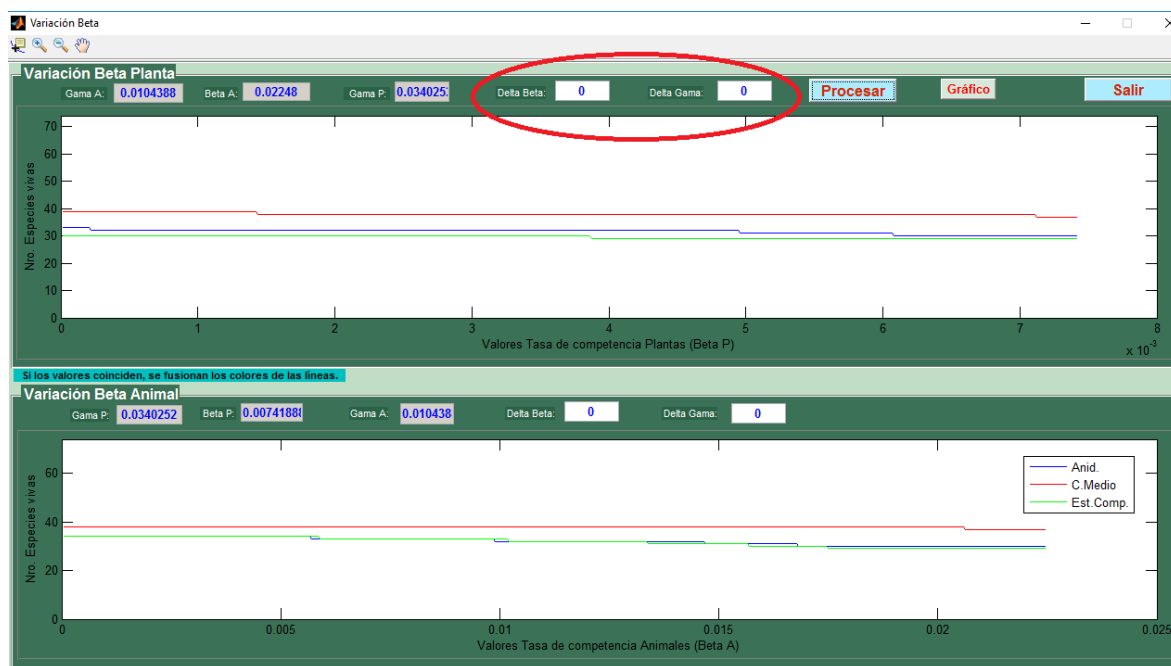 Variación Beta
Variación Beta Planta
Gama A: 0.0104388 Beta A: 0.02248 Gama P: 0.034025 Delta Beta: 0 Delta Gama: 0 Procesar Gráfico Salir
70
60
50
40
30
20
10
0
Nro. Especies vivas
0 1 2 3 4 5 6 7 8
x 10⁻³
Valores Tasa de competencia Plantas (Beta P)
Si los valores coinciden, se fusionan los colores de las líneas.
Variación Beta Animal
Gama P: 0.0340252 Beta P: 0.00741888 Gama A: 0.010438 Delta Beta: 0 Delta Gama: 0
60
40
20
0
Nro. Especies vivas
Anid.
C.Medio
Est.Comp.
0 0.005 0.01 0.015 0.02 0.025
Valores Tasa de competencia Animales (Beta A)